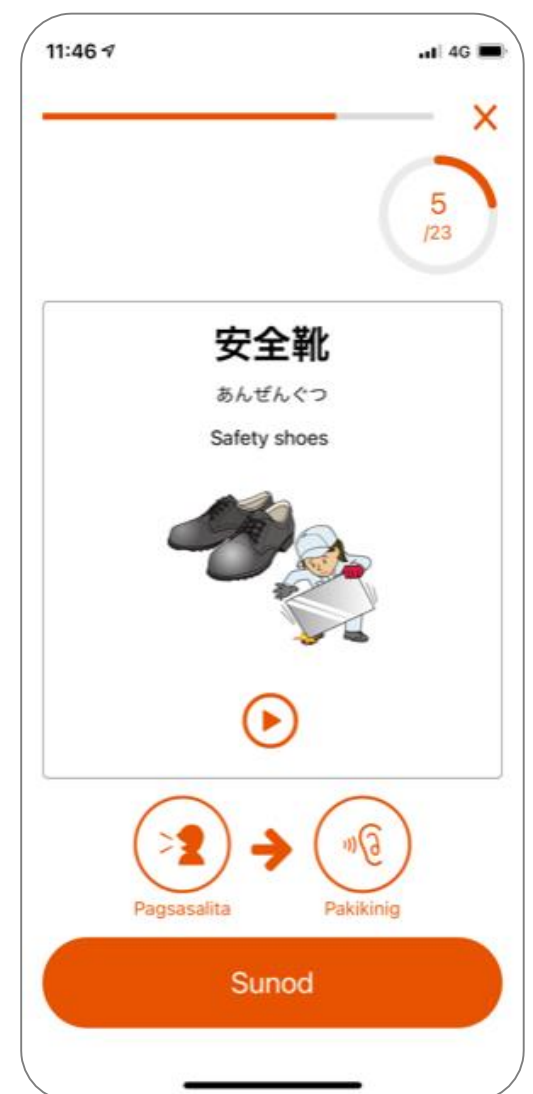 11:46
4G
5
/23
安全靴
あんぜんぐつ
Safety shoes
Pagsasalita
Pakikinig
Sunod